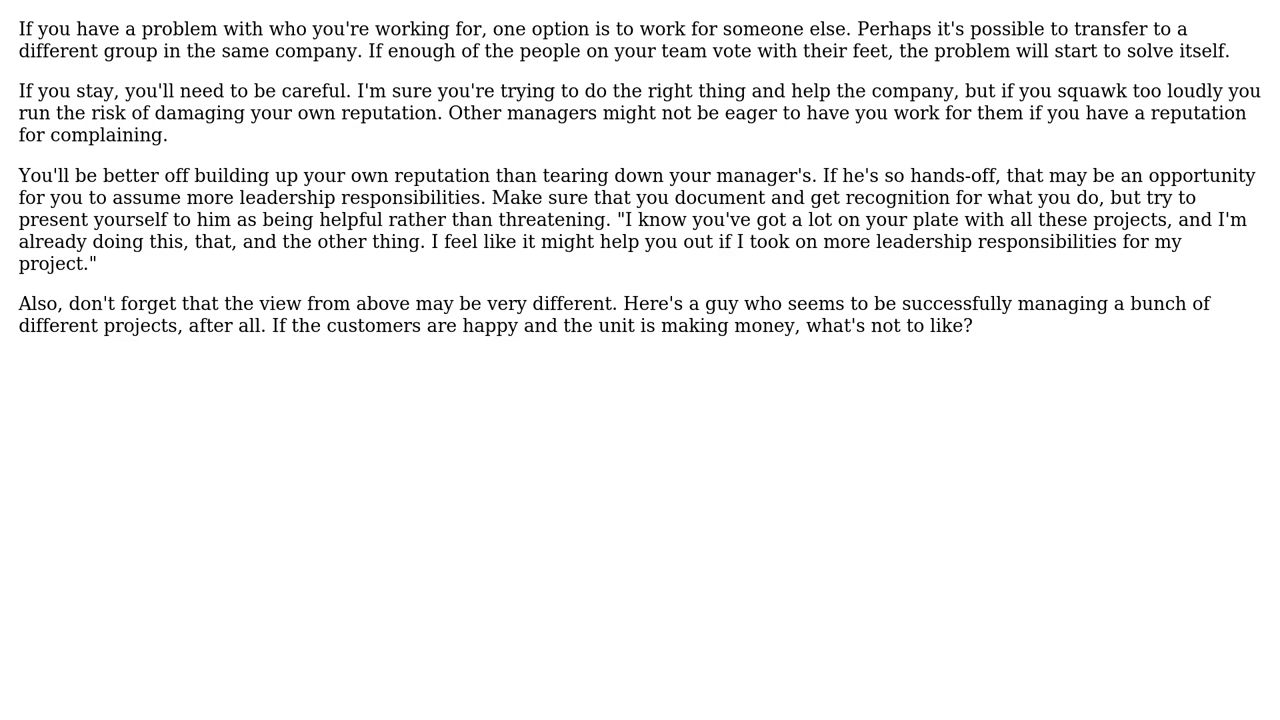 If you have a problem with who you're working for, one option is to work for someone else. Perhaps it's possible to transfer to a
different group in the same company. If enough of the people on your team vote with their feet, the problem will start to solve itself.
If you stay, you'll need to be careful. I'm sure you're trying to do the right thing and help the company, but if you squawk too loudly you
run the risk of damaging your own reputation. Other managers might not be eager to have you work for them if you have a reputation
for complaining.
You'll be better off building up your own reputation than tearing down your manager's. If he's so hands-off, that may be an opportunity
for you to assume more leadership responsibilities. Make sure that you document and get recognition for what you do, but try to
present yourself to him as being helpful rather than threatening. "I know you've got a lot on your plate with all these projects, and I'm
already doing this, that, and the other thing. I feel like it might help you out if I took on more leadership responsibilities for my
project."
Also, don't forget that the view from above may be very different. Here's a guy who seems to be successfully managing a bunch of
different projects, after all. If the customers are happy and the unit is making money, what's not to like?